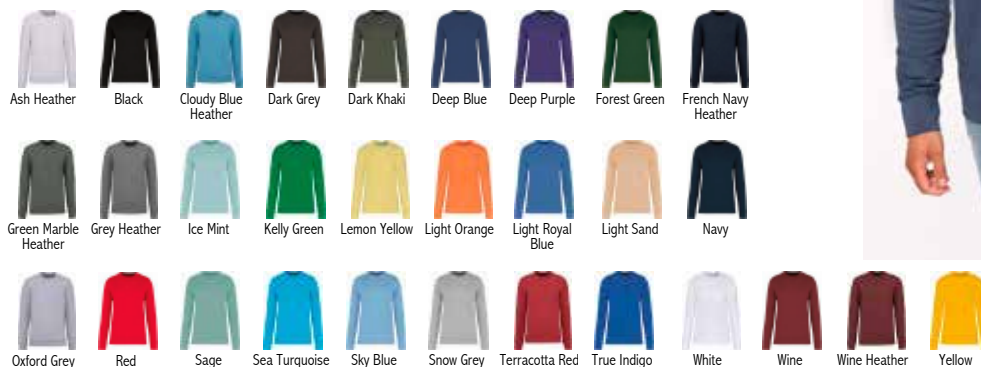 Ash Heather Black Cloudy Blue Dark Grey Dark Khaki Deep Blue Deep Purple Forest Green French Navy
Heather Heather
Green Marble Grey Heather Ice Mint Kelly Green Lemon Yellow Light Orange Light Royal Light Sand Navy
Heather Blue
Oxford Grey Red Sage Sea Turquoise Sky Blue Snow Grey Terracotta Red True Indigo White Wine Wine Heather Yellow